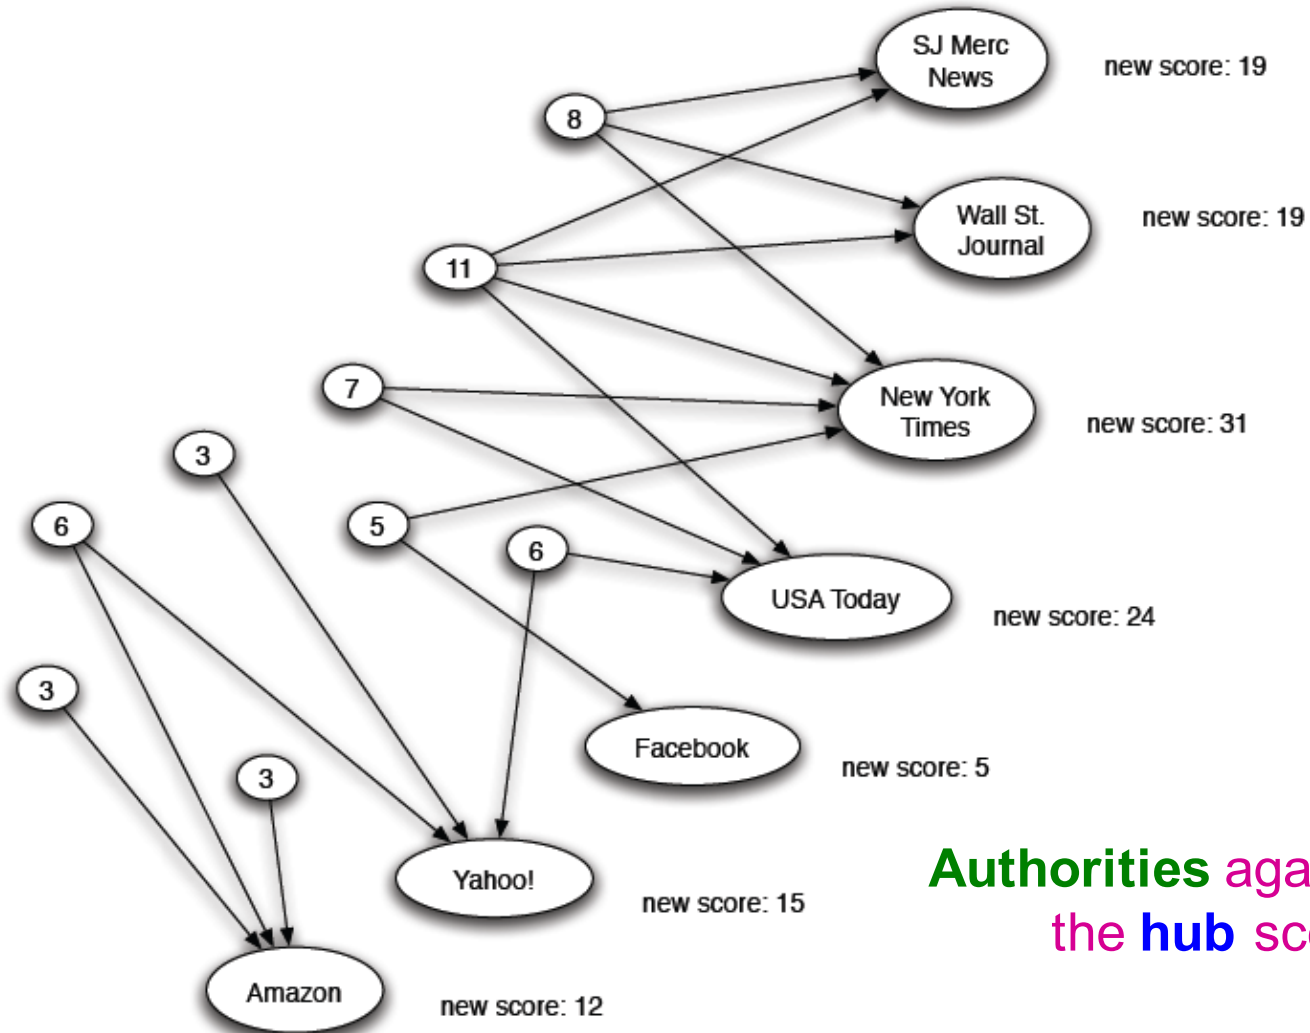 SJ Merc
News
new score: 19
8
Wall St.
Journal
new score: 19
11
7
New York
Times
new score: 31
3
6
5
6
USA Today
new score: 24
3
Facebook
new score: 5
3
Yahoo!
new score: 15
Authorities
the hub
Amazon
new score: 12